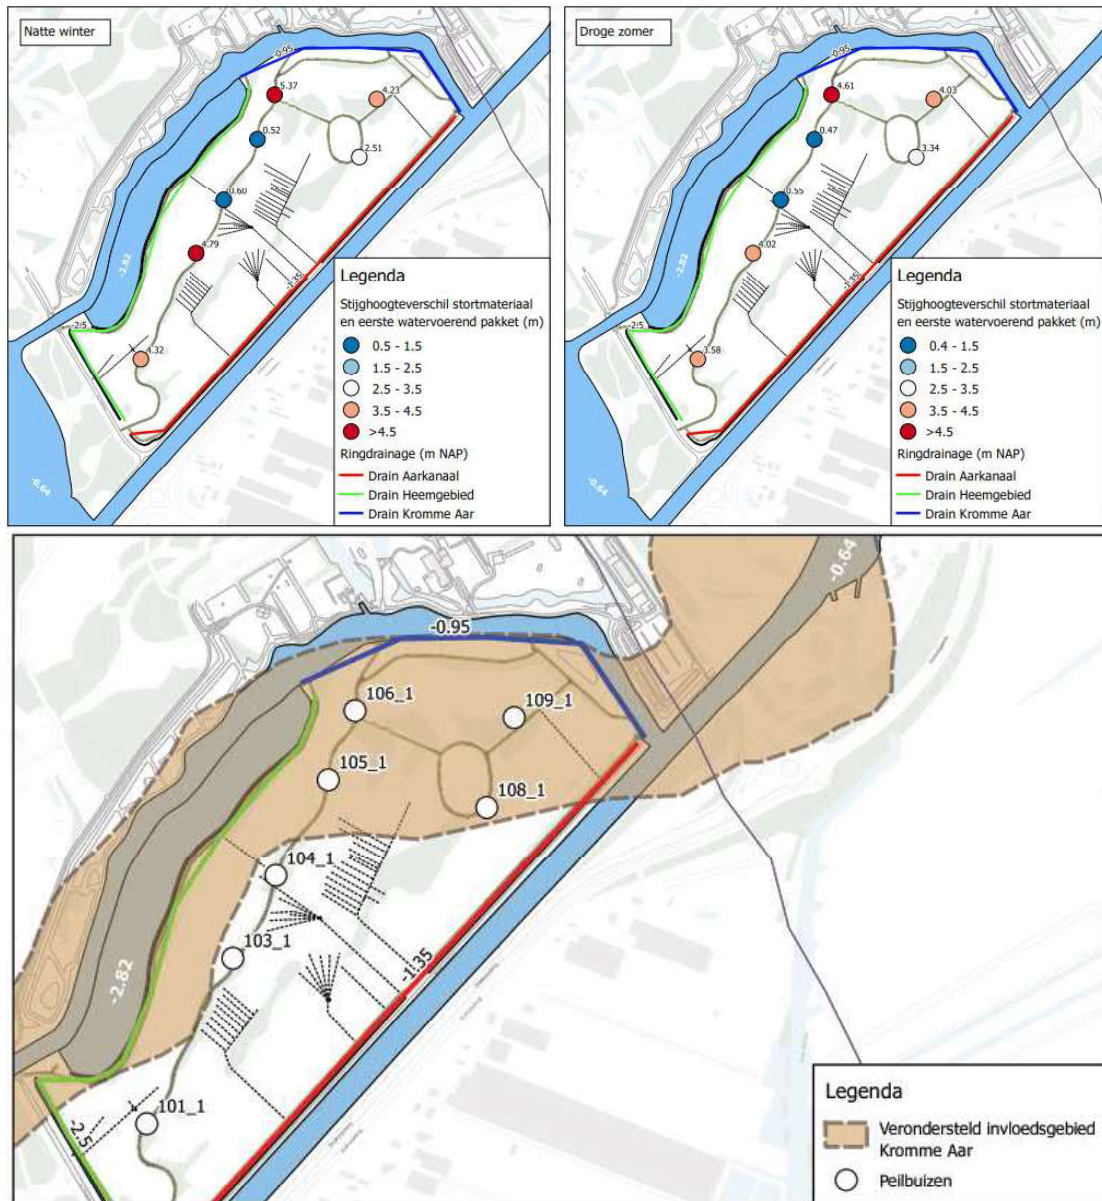 Natte winter
-0.95
5.37
4.23
0.52
2.51
0.60
4.79
-2.82
-1.35
-2.5
4.32
-0.64
Legenda
Stijghoogteverschil stortmateriaal
en eerste watervoerend pakket (m)
0.5 - 1.5
1.5 - 2.5
2.5 - 3.5
3.5 - 4.5
>4.5
Ringdrainage (m NAP)
Drain Aarkanaal
Drain Heemgebied
Drain Kromme Aar
Droge zomer
-0.95
4.61
4.03
0.47
3.34
0.55
4.02
-2.82
-1.35
-2.5
3.58
-0.64
Legenda
Stijghoogteverschil stortmateriaal
en eerste watervoerend pakket (m)
0.4 - 1.5
1.5 - 2.5
2.5 - 3.5
3.5 - 4.5
>4.5
Ringdrainage (m NAP)
Drain Aarkanaal
Drain Heemgebied
Drain Kromme Aar
-0.64
-0.95
106_1
109_1
105_1
108_1
104_1
103_1
-1.35
-2.82
101_1
-2.5
Legenda
Verondersteld invloedsgebied
Kromme Aar
Peilbuizen